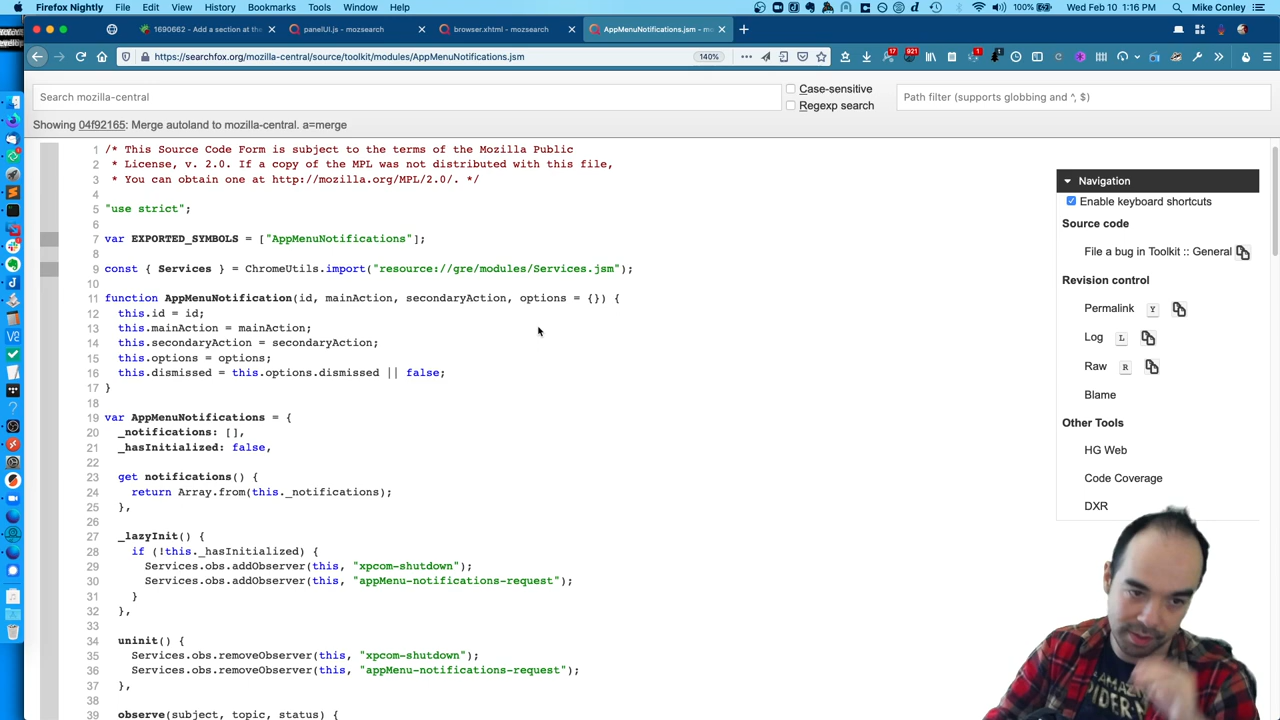 Firefox Nightly File Edit View History Bookmarks Tools Window Help 100% Wed Feb 10 1:16 PM Mike Conley
1690662 - Add a section at the
panelUI.js - mozsearch
browser.xhtml - mozsearch
AppMenuNotifications.jsm - mo
https://searchfox.org/mozilla-central/source/toolkit/modules/AppMenuNotifications.jsm 140% 17 921 1
Search mozilla-central
Case-sensitive
Regexp search
Path filter (supports globbing and ^, $)
Showing 04f92165: Merge autoland to mozilla-central. a=merge
1 /* This Source Code Form is subject to the terms of the Mozilla Public
2 * License, v. 2.0. If a copy of the MPL was not distributed with this file,
3 * You can obtain one at http://mozilla.org/MPL/2.0/. */
4
5 "use strict";
6
7 var EXPORTED_SYMBOLS = ["AppMenuNotifications"];
8
9 const { Services } = ChromeUtils.import("resource://gre/modules/Services.jsm");
10
11 function AppMenuNotification(id, mainAction, secondaryAction, options = {}) {
12 this.id = id;
13 this.mainAction = mainAction;
14 this.secondaryAction = secondaryAction;
15 this.options = options;
16 this.dismissed = this.options.dismissed || false;
17 }
18
19 var AppMenuNotifications = {
20 _notifications: [],
21 _hasInitialized: false,
22
23 get notifications() {
24 return Array.from(this._notifications);
25 },
26
27 _lazyInit() {
28 if (!this._hasInitialized) {
29 Services.obs.addObserver(this, "xpcom-shutdown");
30 Services.obs.addObserver(this, "appMenu-notifications-request");
31 }
32 },
33
34 uninit() {
35 Services.obs.removeObserver(this, "xpcom-shutdown");
36 Services.obs.removeObserver(this, "appMenu-notifications-request");
37 },
38
39 observe(subject, topic, status) {
Navigation
Enable keyboard shortcuts
Source code
File a bug in Toolkit :: General
Revision control
Permalink Y
Log L
Raw R
Blame
Other Tools
HG Web
Code Coverage
DXR